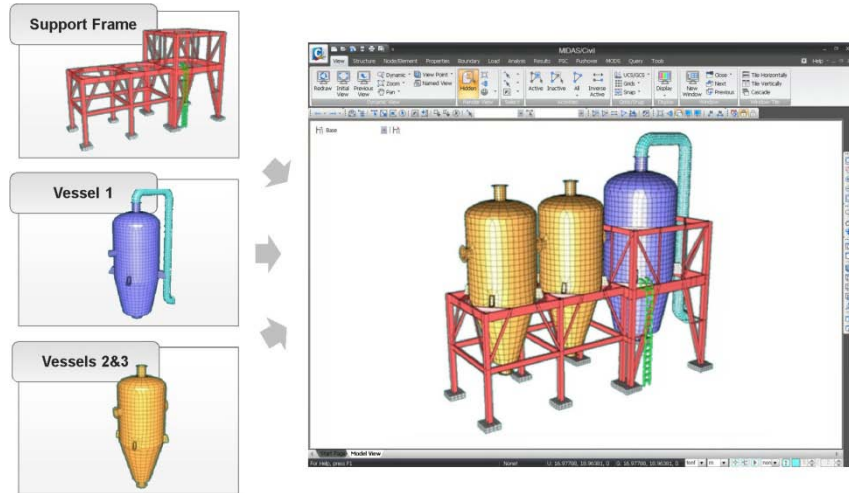 Support Frame
Vessel 1
Vessels 2&3
MIDAS/Civil
View Structure Node/Element Properties Boundary Load Analysis Results PSC Pushover MODS Query Tools
Help
Redraw Initial View Previous View
Dynamic
Zoom
Pan
View Point
Named View
Hidden
Active Inactive All Inverse Active
UCS/GCS
Grids
Snap
Display
New Window
Close
Next
Previous
Tile Horizontally
Tile Vertically
Cascade
Base
Start Page Model View
For Help, press F1
None!
tonf
m